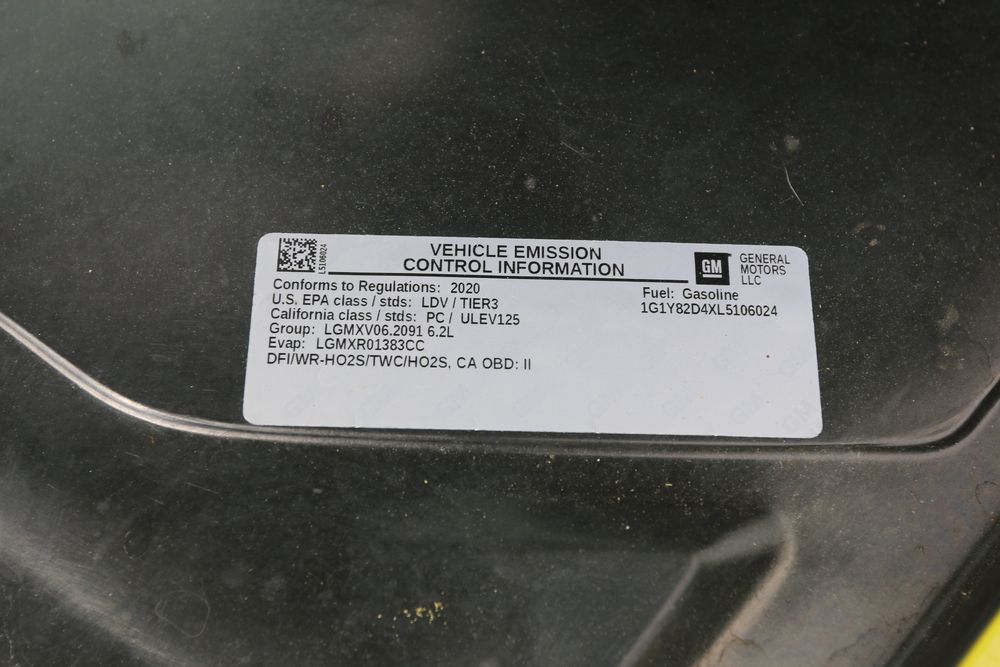 L5106024
VEHICLE EMISSION
CONTROL INFORMATION
GM
GENERAL
MOTORS
LLC
Conforms to Regulations: 2020
U.S. EPA class / stds: LDV / TIER3
California class / stds: PC / ULEV125
Group: LGMXV06.2091 6.2L
Evap: LGMXR01383CC
DFI/WR-HO2S/TWC/HO2S, CA OBD: II
Fuel: Gasoline
1G1Y82D4XL5106024